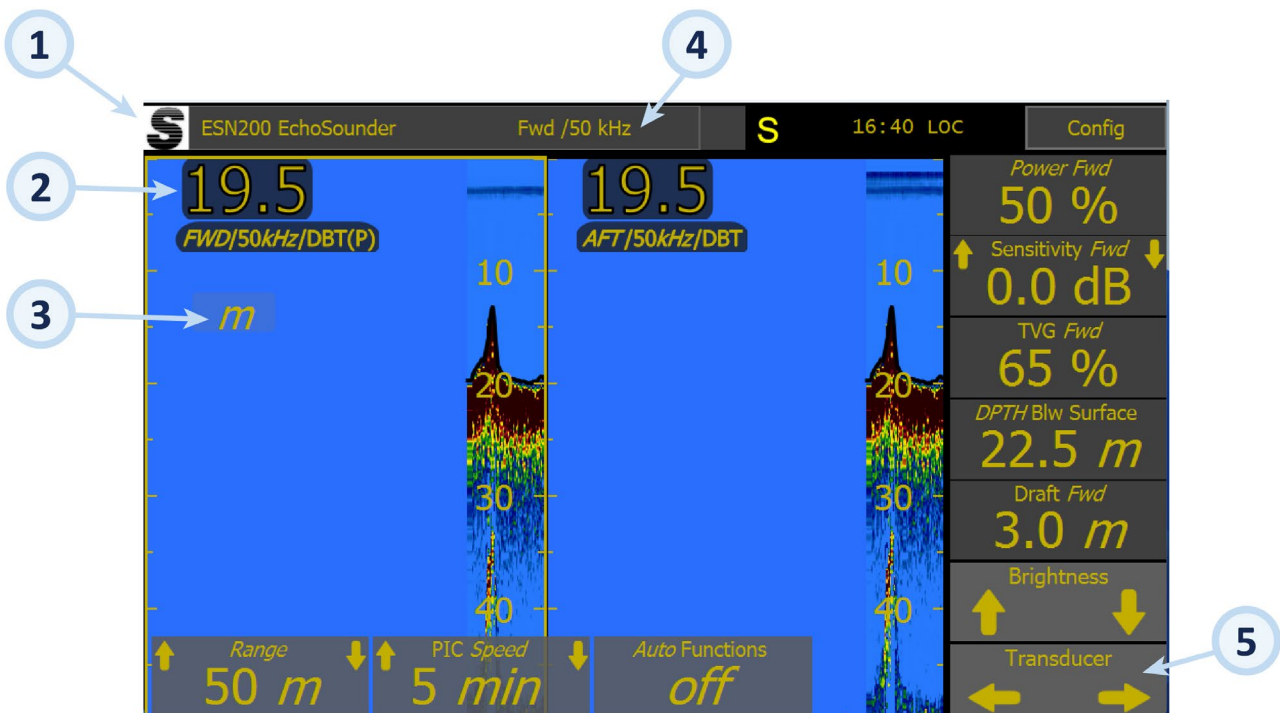 1
4
S ESN200 EchoSounder Fwd /50 kHz S 16:40 LOC Config
2
19.5
FWD/50kHz/DBT(P)
19.5
AFT/50kHz/DBT
3
m
10
20
30
40
10
20
30
40
Power Fwd
50 %
Sensitivity Fwd
0.0 dB
TVG Fwd
65 %
DPTH Blw Surface
22.5 m
Draft Fwd
3.0 m
Brightness
Transducer
5
Range
50 m
PIC Speed
5 min
Auto Functions
off